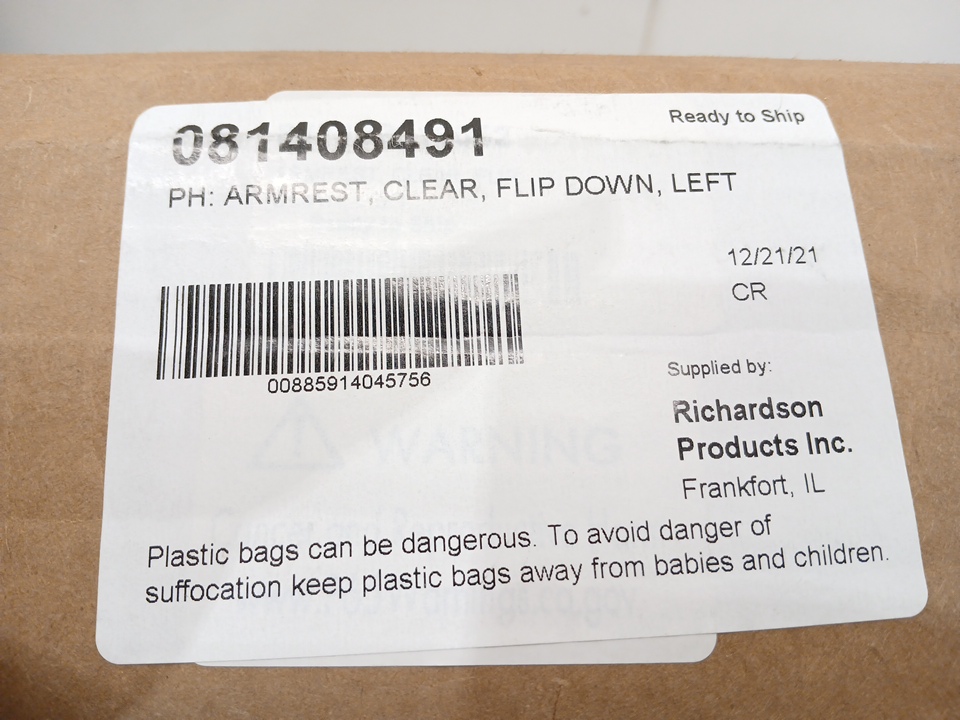 081408491
Ready to Ship
PH: ARMREST, CLEAR, FLIP DOWN, LEFT
12/21/21
CR
00885914045756
Supplied by:
Richardson
Products Inc.
Frankfort, IL
WARNING
Plastic bags can be dangerous. To avoid danger of
suffocation keep plastic bags away from babies and children.